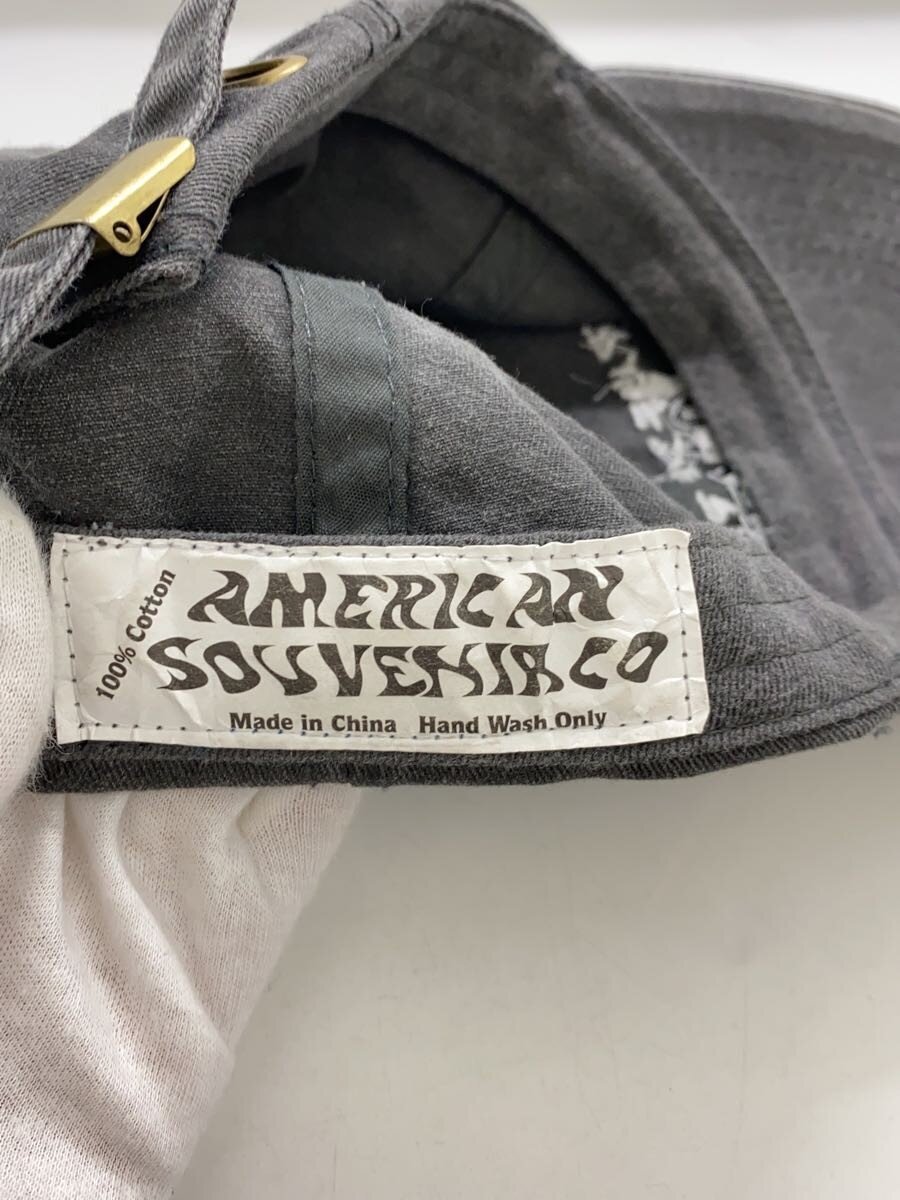 100% Cotton
AMERICAN
SOUVENIR CO
Made in China Hand Wash Only